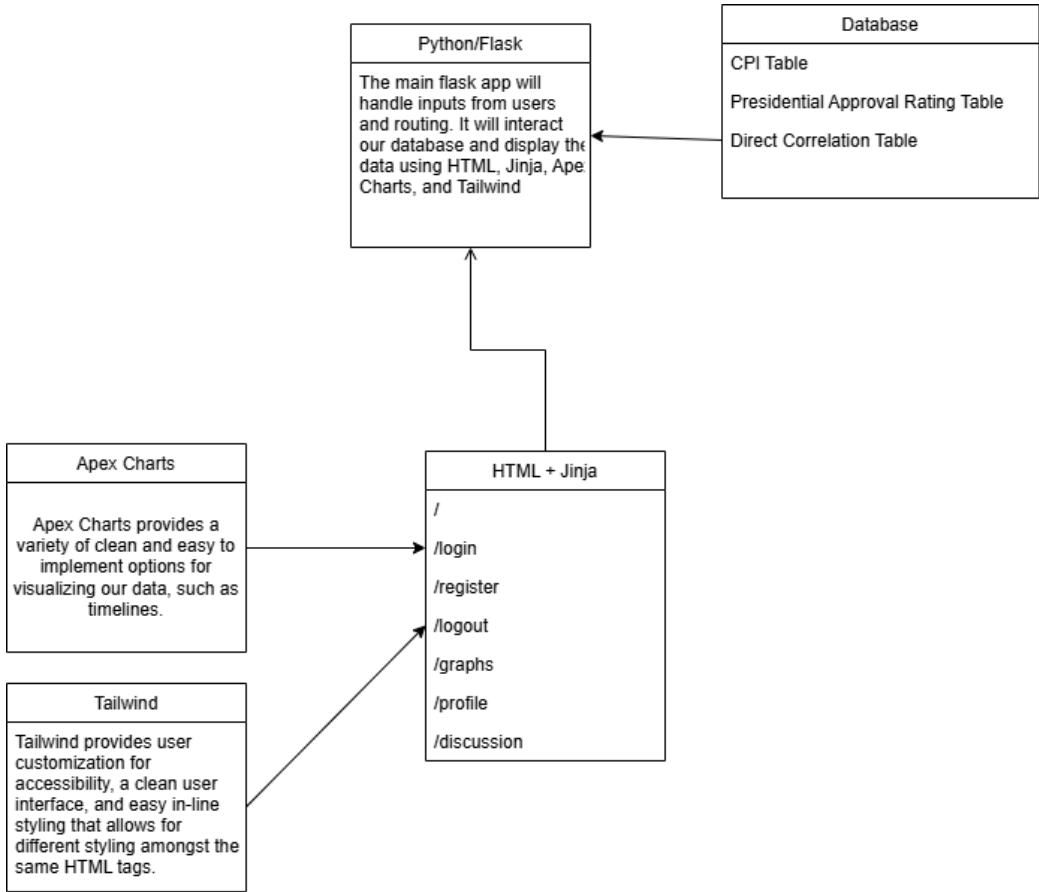 Python/Flask
The main flask app will
handle inputs from users
and routing. It will interact
our database and display the
data using HTML, Jinja, Ape
Charts, and Tailwind
Database
CPI Table
Presidential Approval Rating Table
Direct Correlation Table
Apex Charts
Apex Charts provides a
variety of clean and easy to
implement options for
visualizing our data, such as
timelines.
HTML + Jinja
/
/login
/register
/logout
/graphs
/profile
/discussion
Tailwind
Tailwind provides user
customization for
accessibility, a clean user
interface, and easy in-line
styling that allows for
different styling amongst the
same HTML tags.